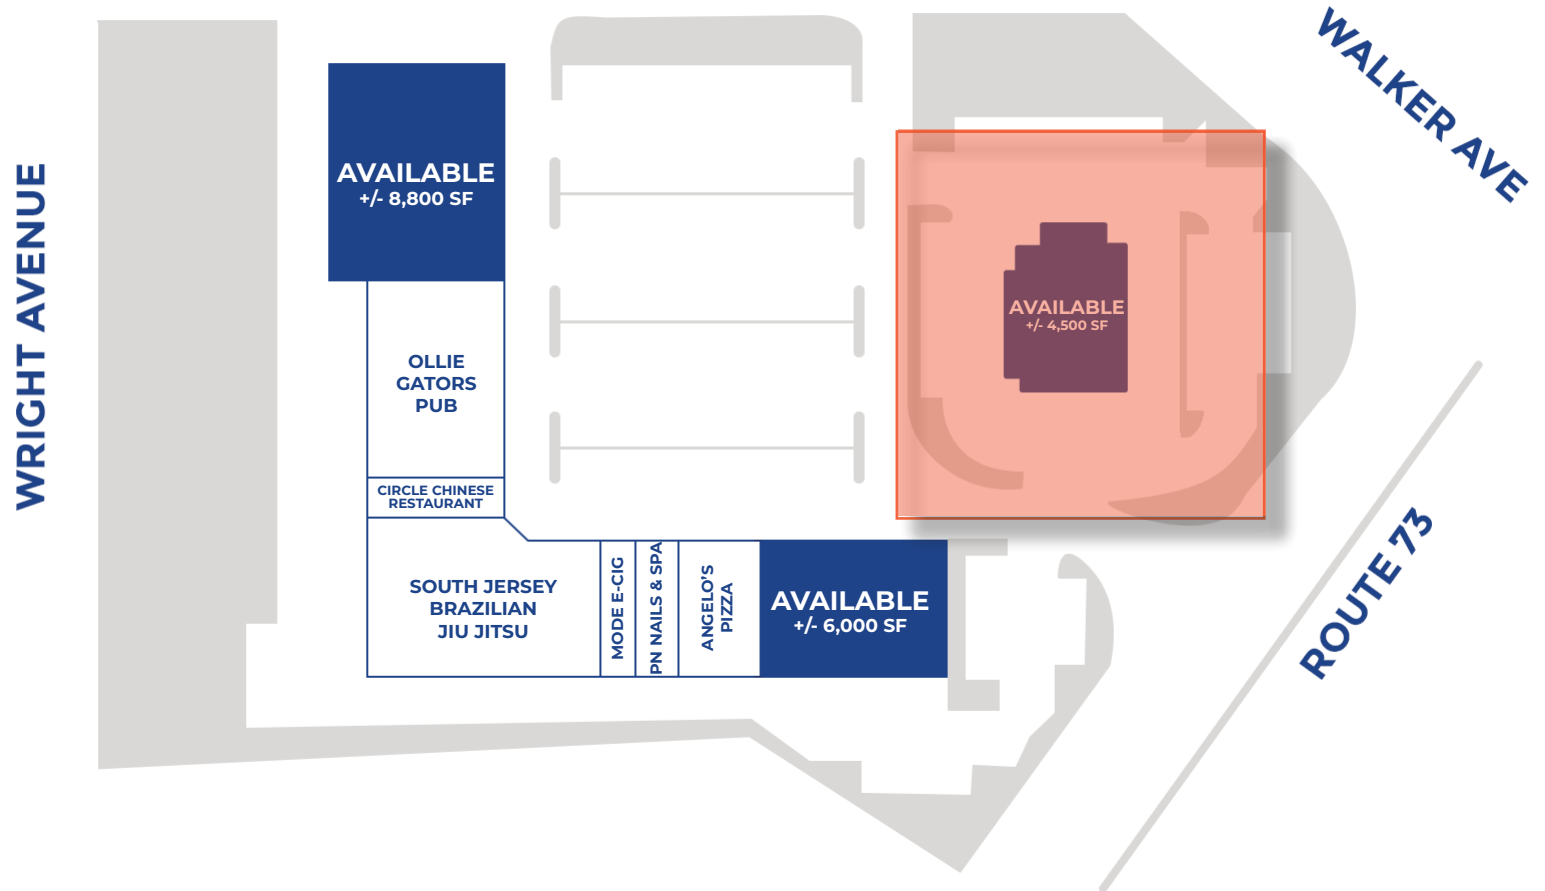 WALKER AVE
WRIGHT AVENUE
AVAILABLE
+/- 8,800 SF
AVAILABLE
+/- 4,500 SF
OLLIE
GATORS
PUB
CIRCLE CHINESE
RESTAURANT
SOUTH JERSEY
BRAZILIAN
JIU JITSU
MODE E-CIG
PN NAILS & SPA
ANGELO'S
PIZZA
AVAILABLE
+/- 6,000 SF
ROUTE 73